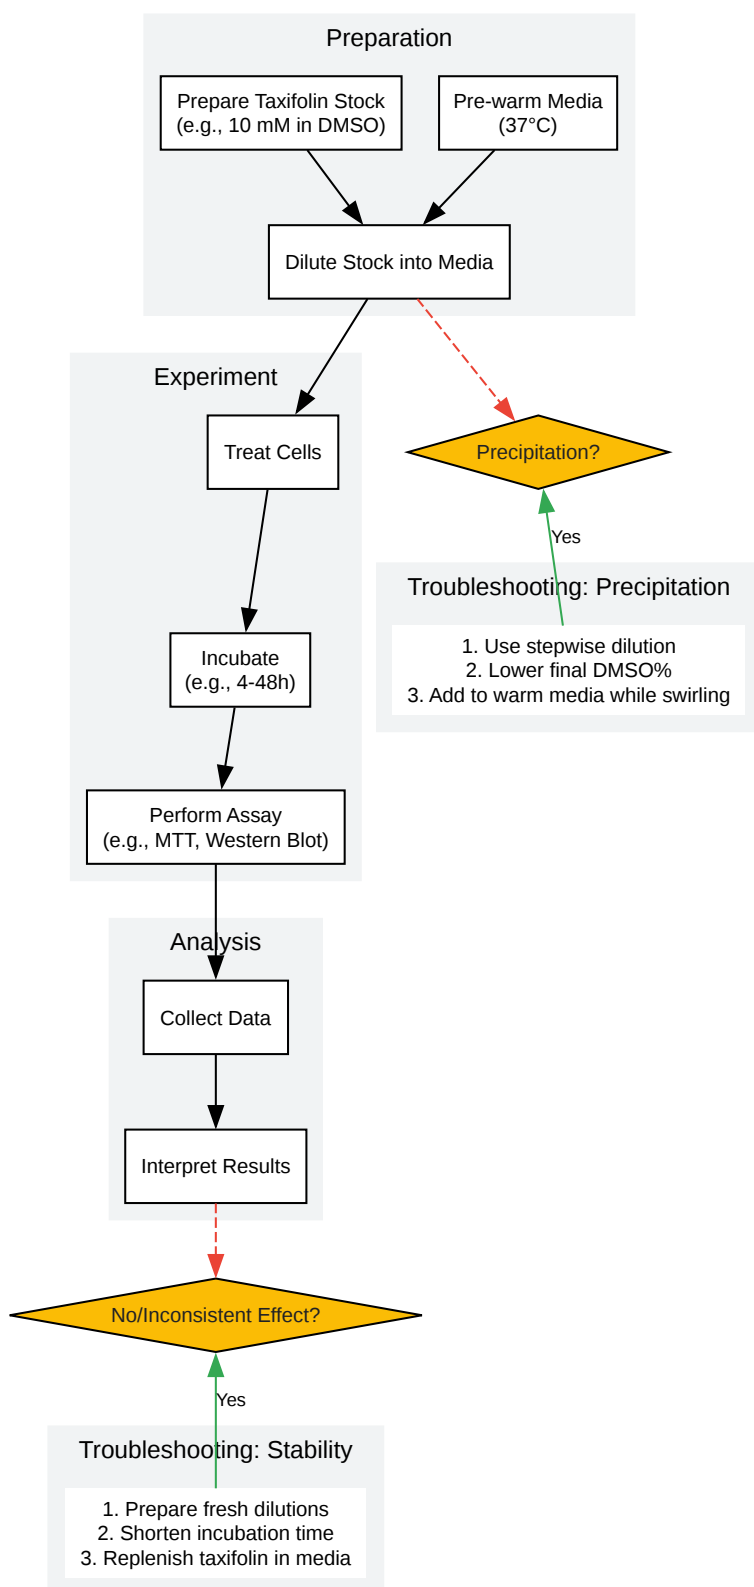 Preparation
Prepare Taxifolin Stock
(e.g., 10 mM in DMSO)
Pre-warm Media
(37°C)
Dilute Stock into Media
Experiment
Treat Cells
Precipitation?
Yes
Troubleshooting: Precipitation
1. Use stepwise dilution
2. Lower final DMSO%
3. Add to warm media while swirling
Incubate
(e.g., 4-48h)
Perform Assay
(e.g., MTT, Western Blot)
Analysis
Collect Data
Interpret Results
No/Inconsistent Effect?
Yes
Troubleshooting: Stability
1. Prepare fresh dilutions
2. Shorten incubation time
3. Replenish taxifolin in media